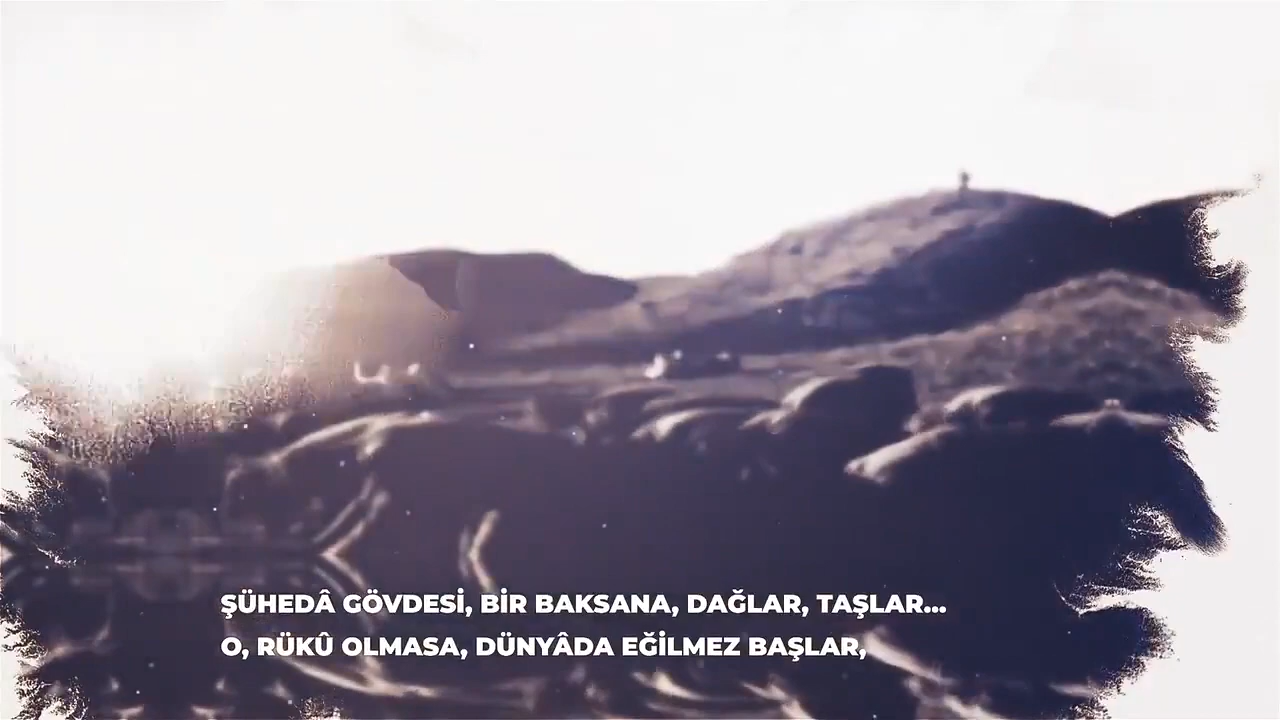 ŞÜHEDÂ GÖVDESİ, BİR BAKSANA, DAĞLAR, TAŞLAR...
O, RÜKÛ OLMASA, DÜNYÂDA EĞİLMEZ BAŞLAR,